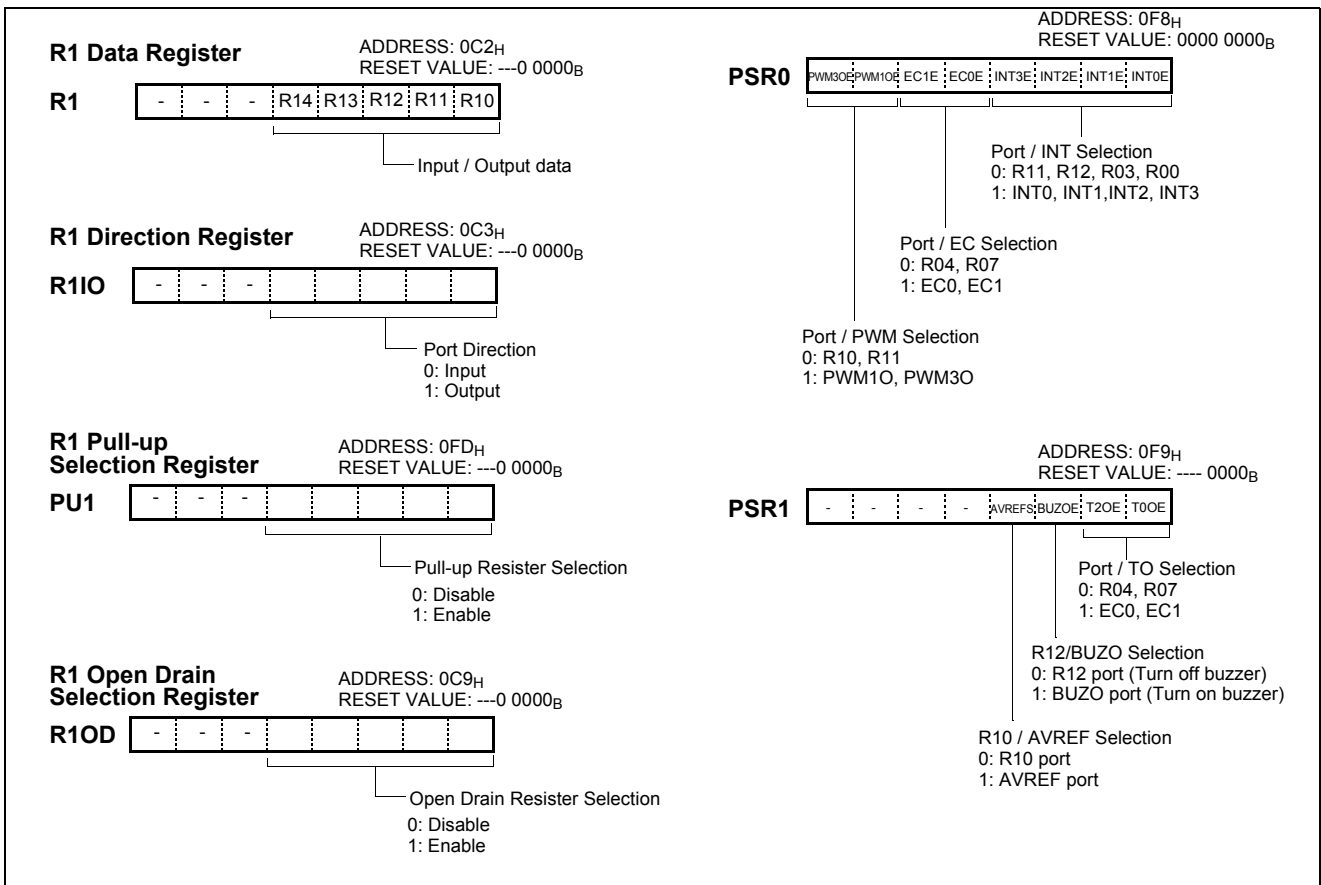 R1 Data Register
ADDRESS: 0C2H
RESET VALUE: ---0 0000B
R1 - - - R14 R13 R12 R11 R10
Input / Output data
R1 Direction Register
ADDRESS: 0C3H
RESET VALUE: ---0 0000B
R1IO - - -
Port Direction
0: Input
1: Output
R1 Pull-up
Selection Register
ADDRESS: 0FDH
RESET VALUE: ---0 0000B
PU1 - - -
Pull-up Resister Selection
0: Disable
1: Enable
R1 Open Drain
Selection Register
ADDRESS: 0C9H
RESET VALUE: ---0 0000B
R1OD - - -
Open Drain Resister Selection
0: Disable
1: Enable
ADDRESS: 0F8H
RESET VALUE: 0000 0000B
PSR0 PWM3OE PWM1OE EC1E EC0E INT3E INT2E INT1E INT0E
Port / INT Selection
0: R11, R12, R03, R00
1: INT0, INT1,INT2, INT3
Port / EC Selection
0: R04, R07
1: EC0, EC1
Port / PWM Selection
0: R10, R11
1: PWM1O, PWM3O
ADDRESS: 0F9H
RESET VALUE: ---- 0000B
PSR1 - - - - AVREFS BUZOE T2OE T0OE
Port / TO Selection
0: R04, R07
1: EC0, EC1
R12/BUZO Selection
0: R12 port (Turn off buzzer)
1: BUZO port (Turn on buzzer)
R10 / AVREF Selection
0: R10 port
1: AVREF port